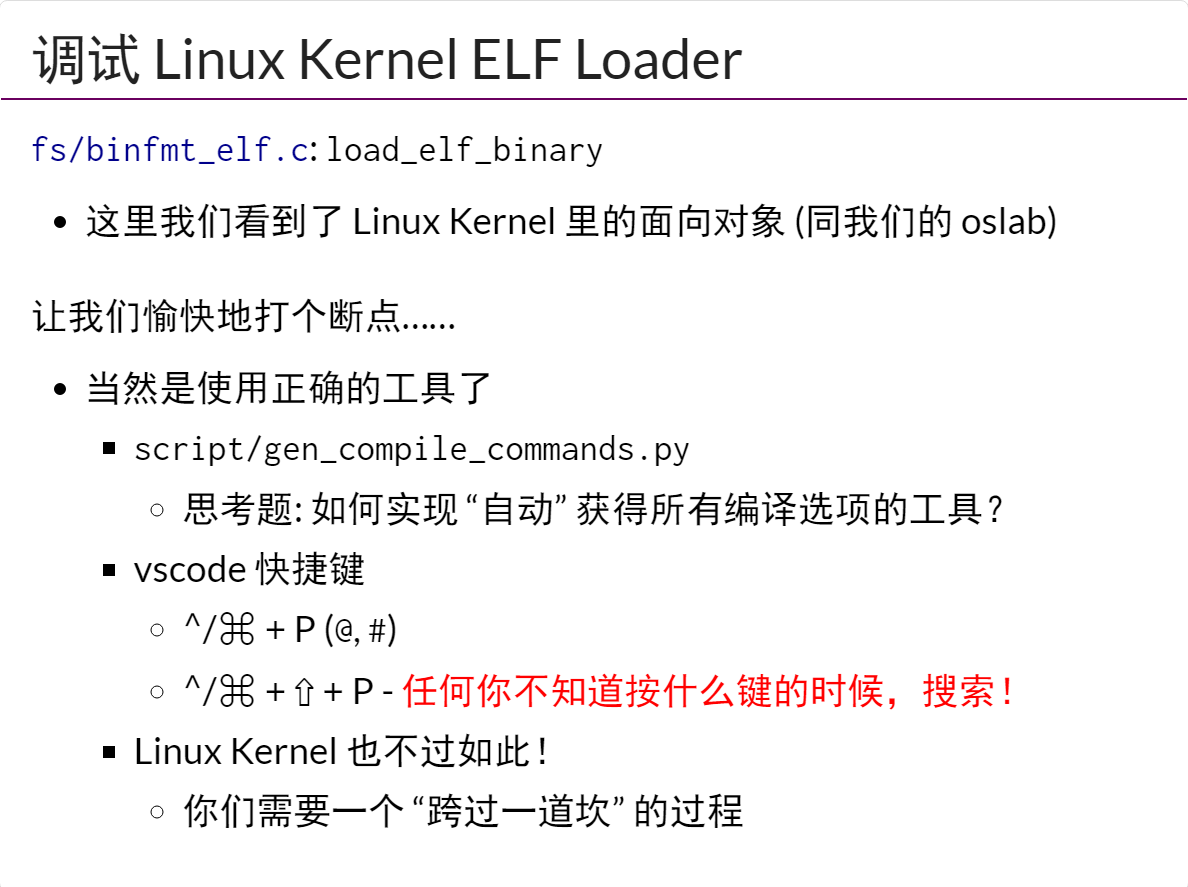 调试 Linux Kernel ELF Loader
fs/binfmt_elf.c: load_elf_binary
这里我们看到了 Linux Kernel 里的面向对象 (同我们的 oslab)
让我们愉快地打个断点……
当然是使用正确的工具了
script/gen_compile_commands.py
思考题: 如何实现 “自动” 获得所有编译选项的工具？
vscode 快捷键
^/⌘ + P (@, #)
^/⌘ + ⇧ + P - 任何你不知道按什么键的时候，搜索！
Linux Kernel 也不过如此！
你们需要一个 “跨过一道坎” 的过程